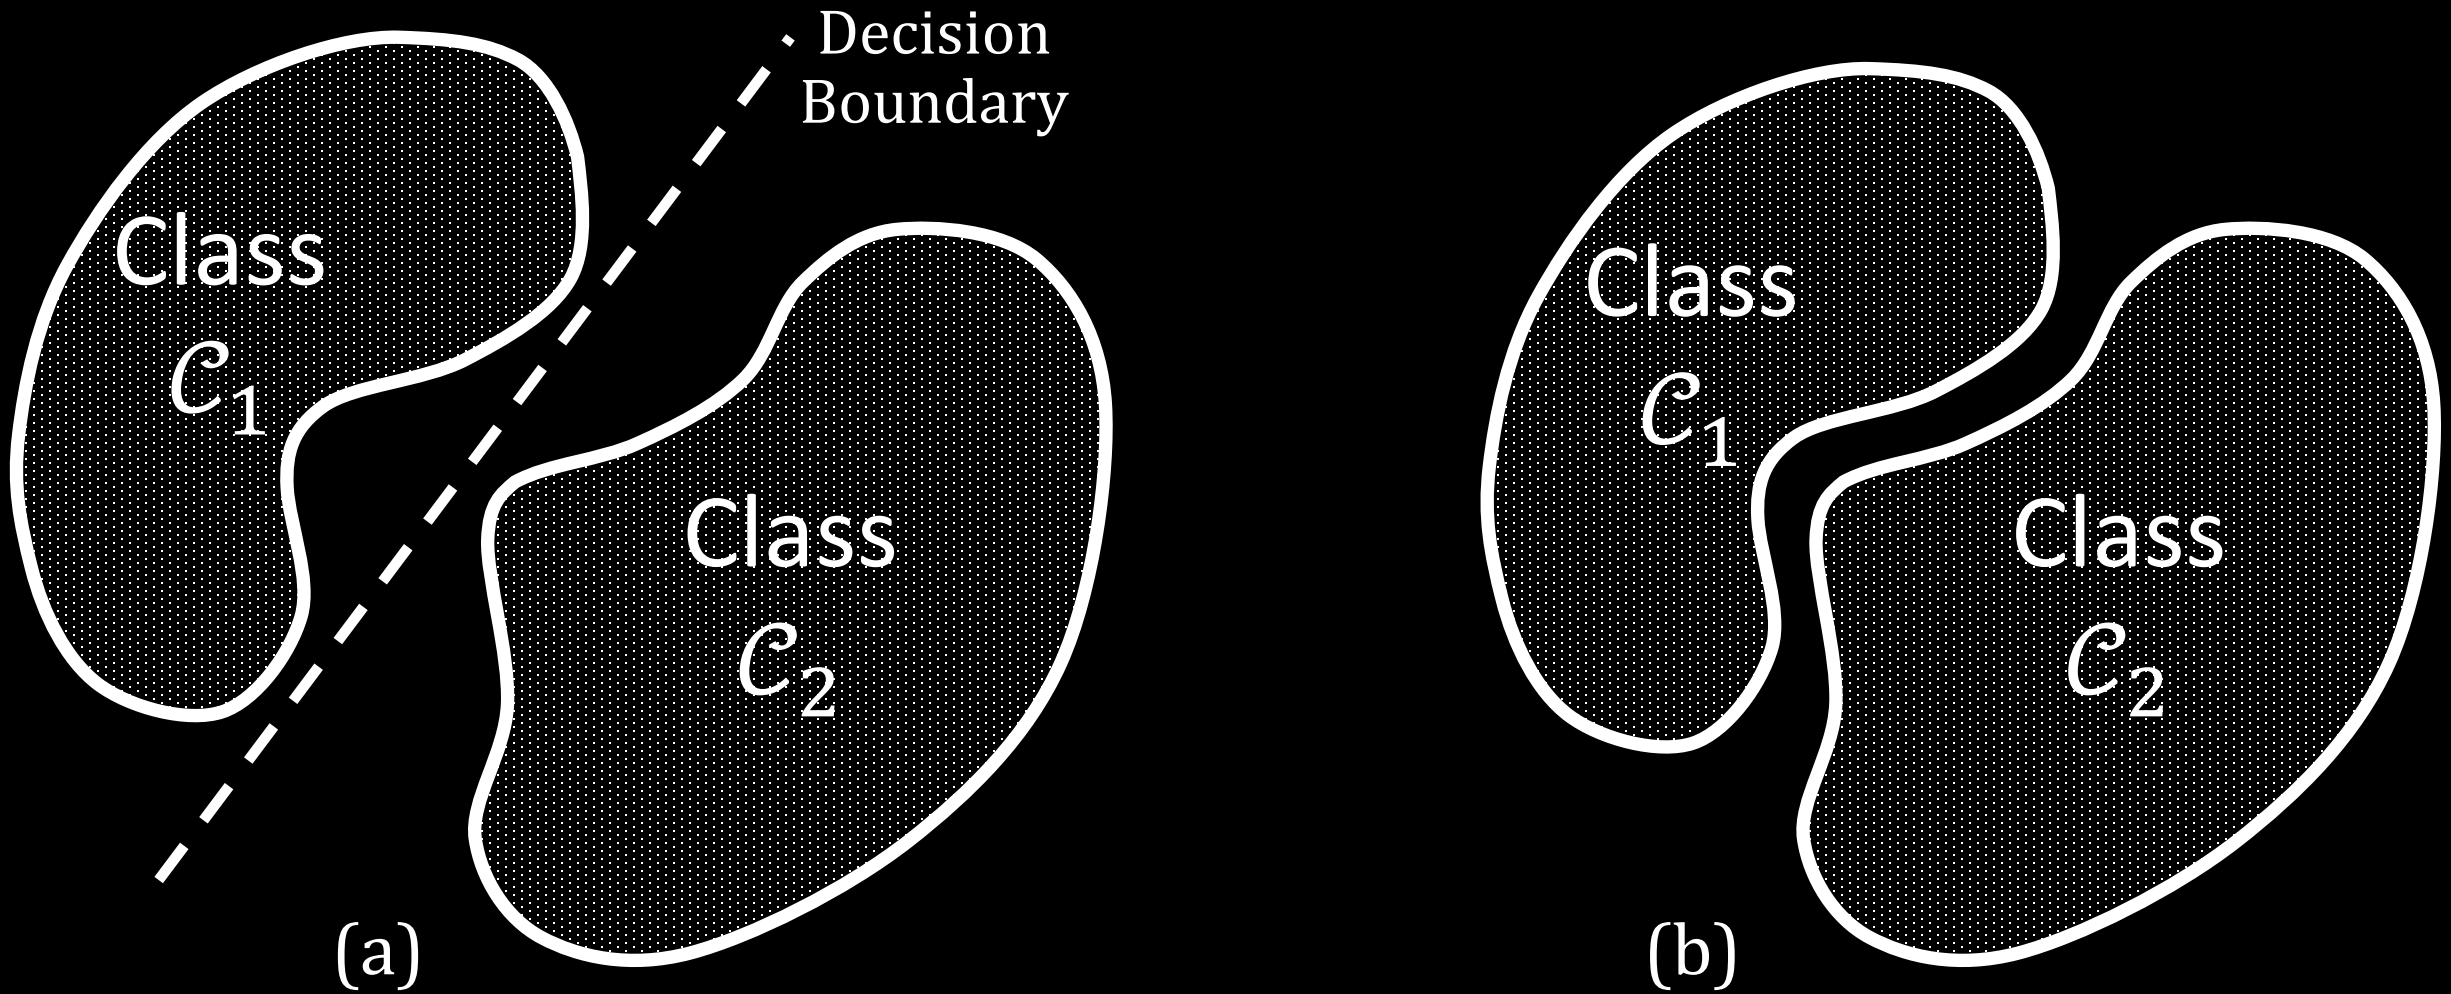 Decision
Boundary
Class
𝒞1
Class
𝒞2
(a)
Class
𝒞1
Class
𝒞2
(b)